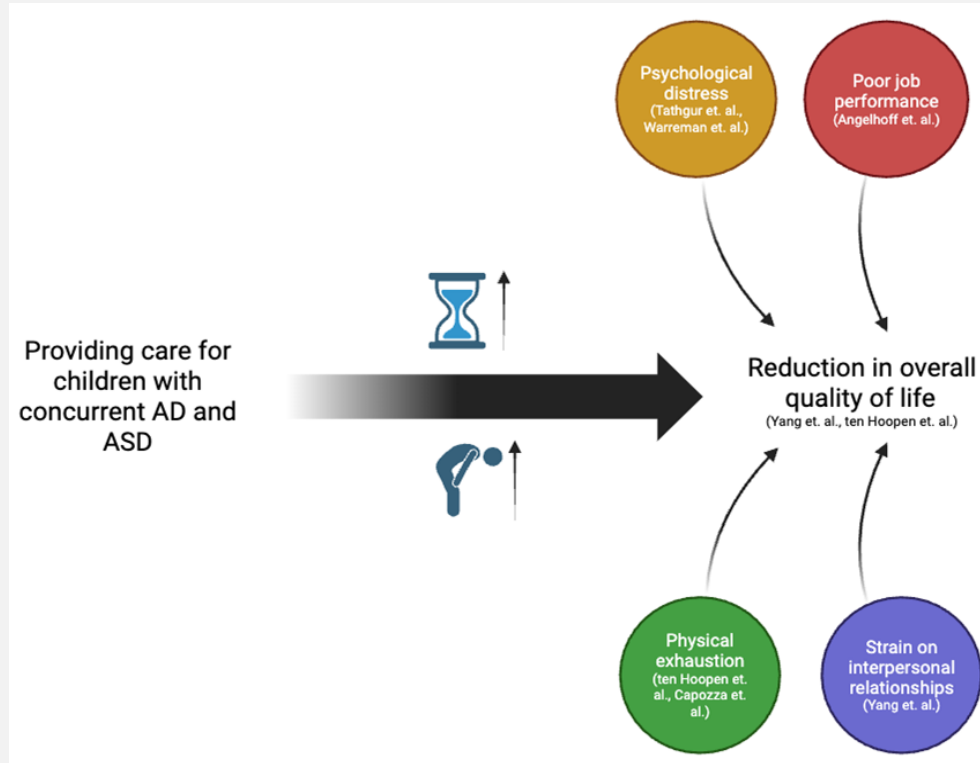 Psychological
distress
(Tathgur et. al.,
Warreman et. al.)
Poor job
performance
(Angelhoff et. al.)
Providing care for
children with
concurrent AD and
ASD
Reduction in overall
quality of life
(Yang et. al., ten Hoopen et. al.)
Physical
exhaustion
(ten Hoopen et.
al., Capozza et.
al.)
Strain on
interpersonal
relationships
(Yang et. al.)